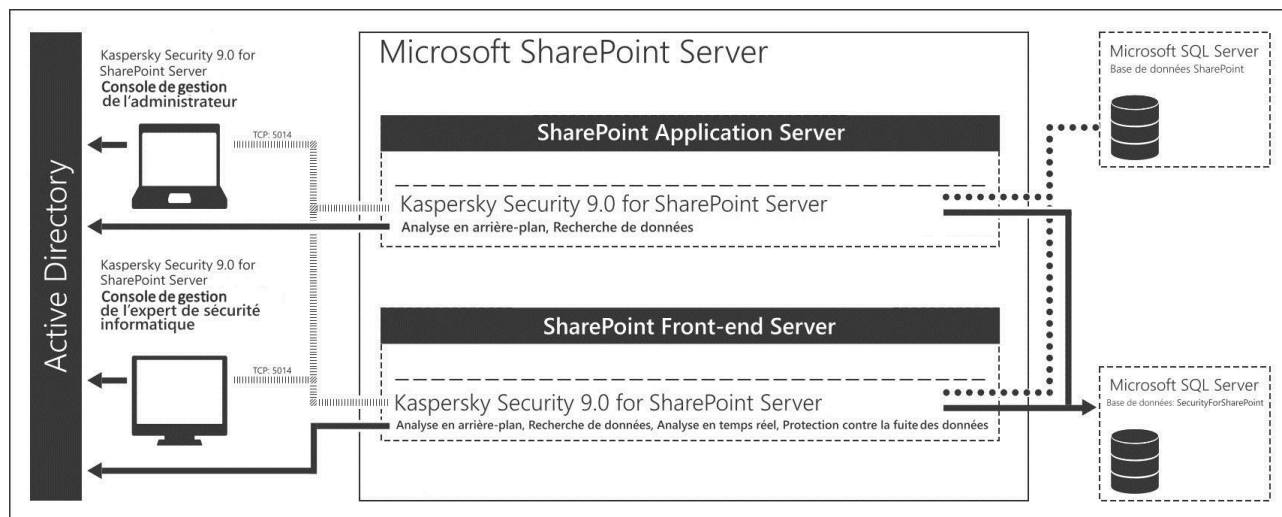 Active Directory
Kaspersky Security 9.0 for
SharePoint Server
Console de gestion
de l'administrateur
TCP: 5014
Kaspersky Security 9.0 for
SharePoint Server
Console de gestion
de l'expert de sécurité
informatique
TCP: 5014
Microsoft SharePoint Server
SharePoint Application Server
Kaspersky Security 9.0 for SharePoint Server
Analyse en arrière-plan, Recherche de données
SharePoint Front-end Server
Kaspersky Security 9.0 for SharePoint Server
Analyse en arrière-plan, Recherche de données, Analyse en temps réel, Protection contre la fuite des données
Microsoft SQL Server
Base de données SharePoint
Microsoft SQL Server
Base de données: SecurityForSharePoint